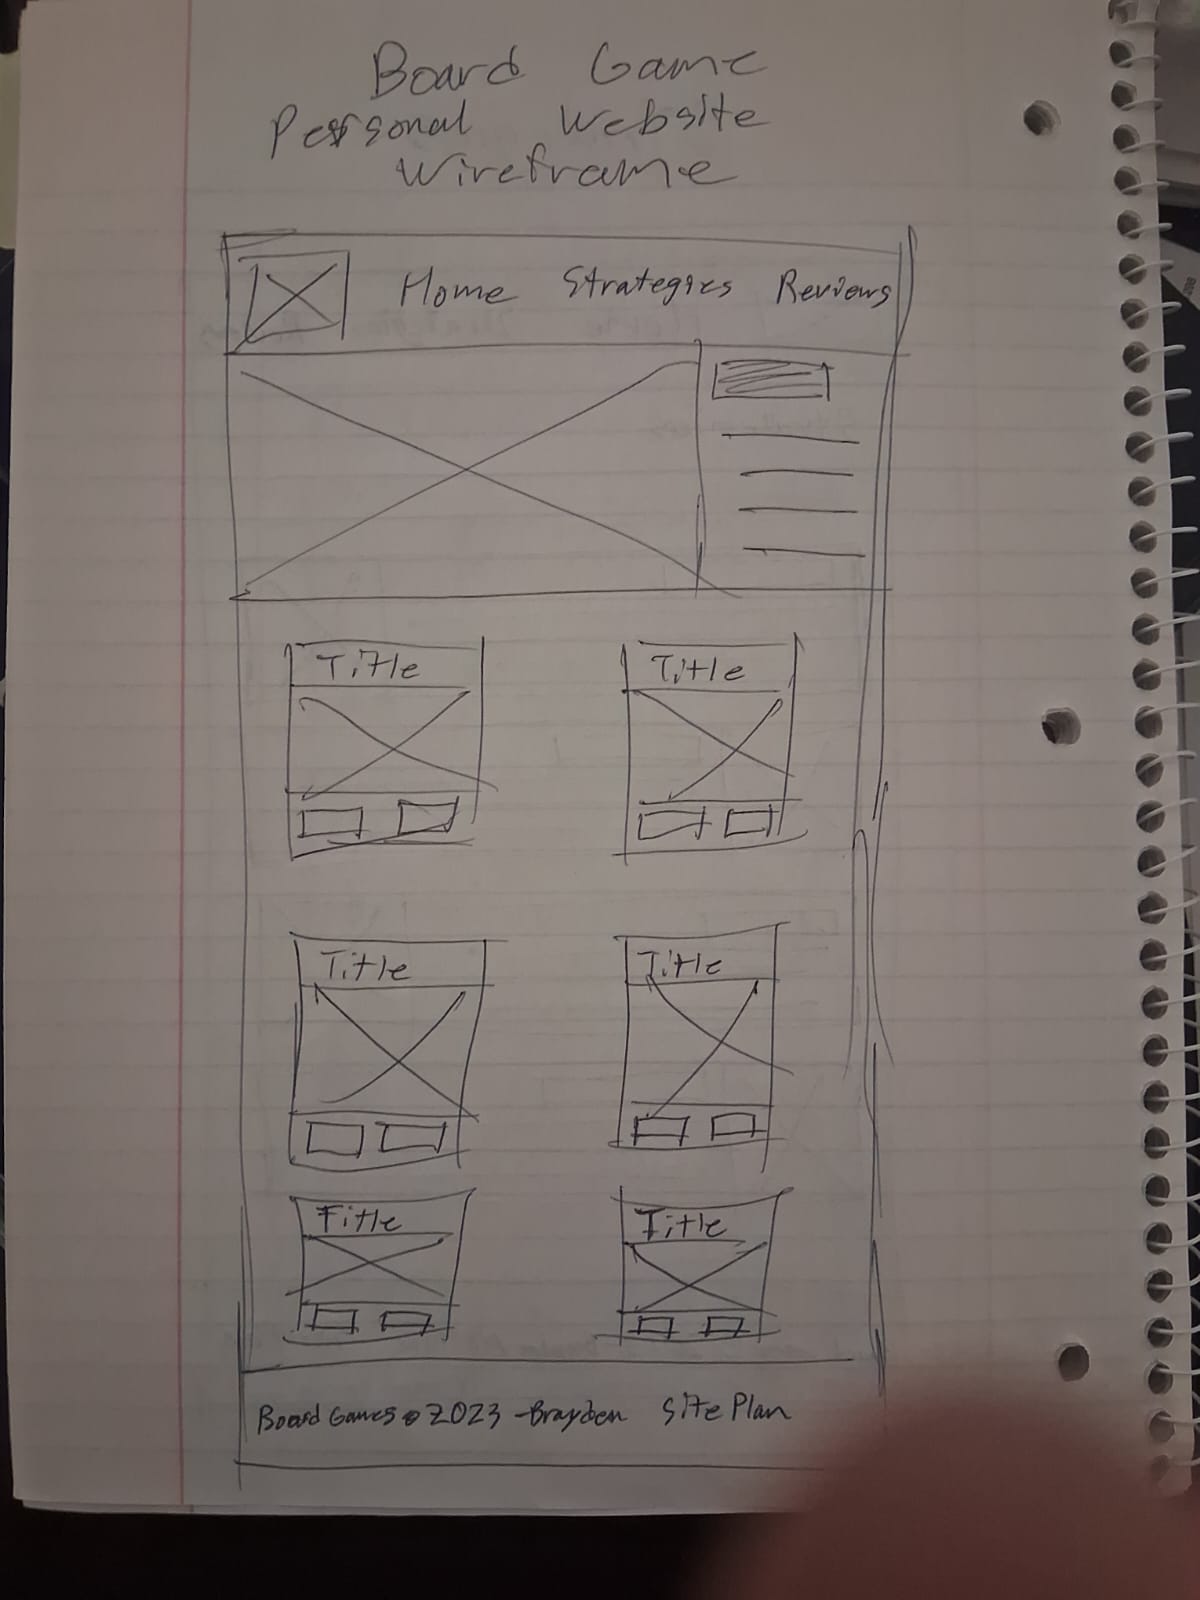 Board Game
Personal Website
Wireframe
Home Strategies Reviews
Title Title
Title Title
Title Title
Board Games © 2023 - Brayden Site Plan